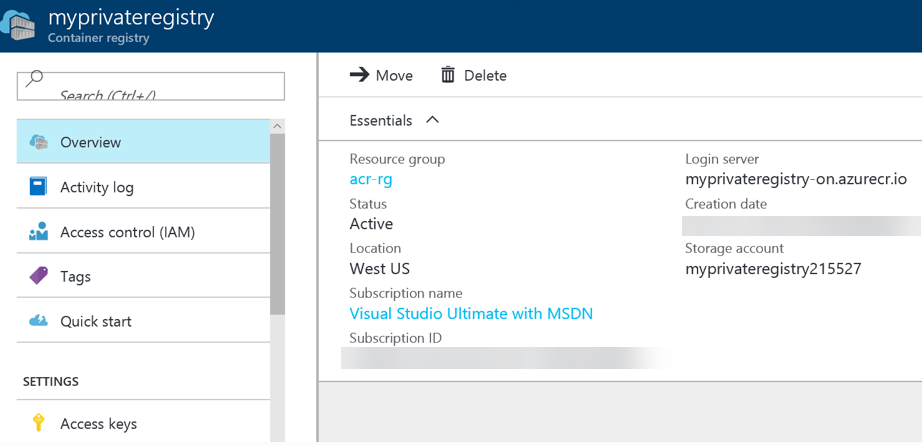 myprivateregistry
Container registry
Search (Ctrl+/)
Overview
Activity log
Access control (IAM)
Tags
Quick start
SETTINGS
Access keys
Move Delete
Essentials
Resource group
acr-rg
Status
Active
Location
West US
Subscription name
Visual Studio Ultimate with MSDN
Subscription ID
Login server
myprivateregistry-on.azurecr.io
Creation date
Storage account
myprivateregistry215527